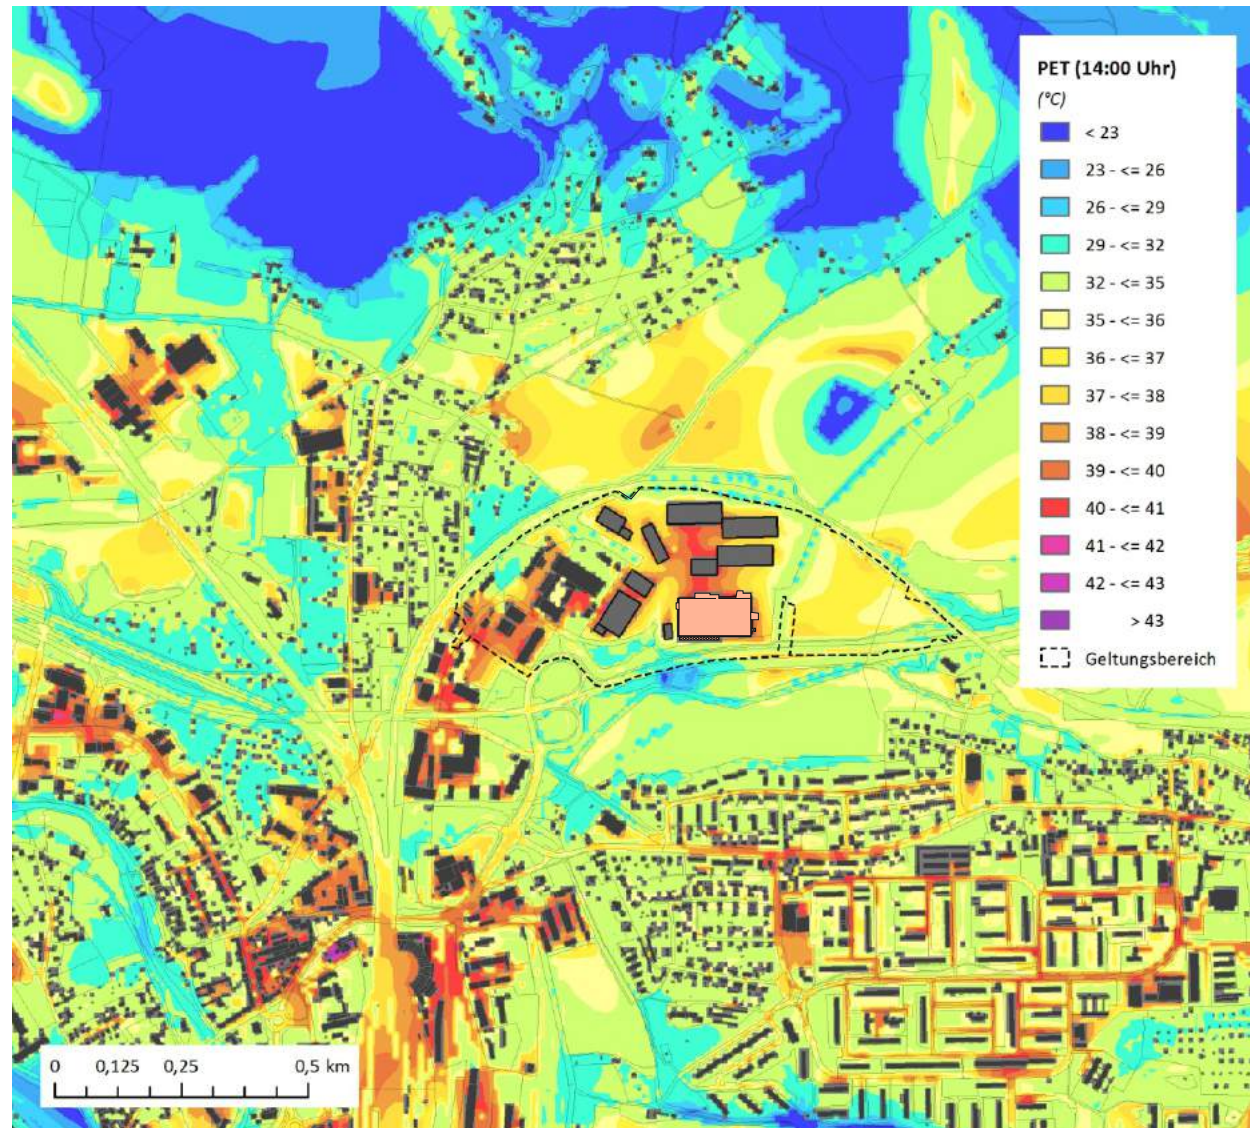 PET (14:00 Uhr)
(°C)
< 23
23 - <= 26
26 - <= 29
29 - <= 32
32 - <= 35
35 - <= 36
36 - <= 37
37 - <= 38
38 - <= 39
39 - <= 40
40 - <= 41
41 - <= 42
42 - <= 43
> 43
Geltungsbereich
0 0,125 0,25 0,5 km